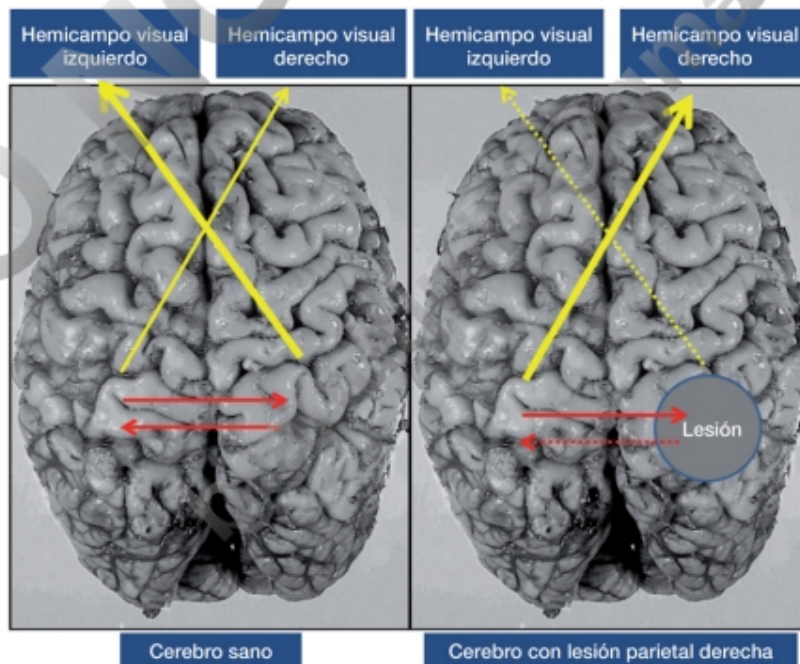 Hemicampo visual
izquierdo
Hemicampo visual
derecho
Hemicampo visual
izquierdo
Hemicampo visual
derecho
Lesión
Cerebro sano
Cerebro con lesión parietal derecha